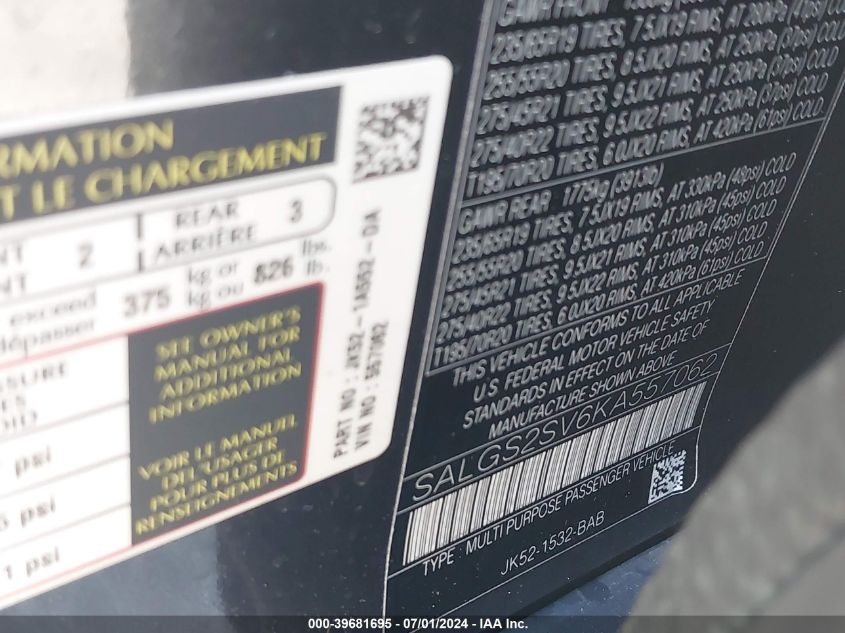 RMATION
T LE CHARGEMENT
NT 2 REAR 3
NT ARRIÈRE
exceed 375 kg or 826 lbs.
dépasser kg ou lb.
SEE OWNER'S
MANUAL FOR
ADDITIONAL
INFORMATION
VOIR LE MANUEL
DE L'USAGER
POUR PLUS DE
RENSEIGNEMENTS
psi
psi
1 psi
PART NO : JK52-1A552-DA
VIN NO : 557062
GAWR FRONT
235/65R19 TIRES, 7.5JX19 RIMS, AT
255/55R20 TIRES, 8.5JX20 RIMS, AT 250kPa (37psi) COLD
275/45R21 TIRES, 9.5JX21 RIMS, AT 250kPa (37psi) COLD
275/40R22 TIRES, 9.5JX22 RIMS, AT 250kPa (37psi) COLD
T195/70R20 TIRES, 6.0JX20 RIMS, AT 420kPa (61psi) COLD.
GAWR REAR 1775kg (3913lb)
235/65R19 TIRES, 7.5JX19 RIMS, AT 330kPa (48psi) COLD
255/55R20 TIRES, 8.5JX20 RIMS, AT 310kPa (45psi) COLD
275/45R21 TIRES, 9.5JX21 RIMS, AT 310kPa (45psi) COLD
275/40R22 TIRES, 9.5JX22 RIMS, AT 310kPa (45psi) COLD
T195/70R20 TIRES, 6.0JX20 RIMS, AT 420kPa (61psi) COLD
THIS VEHICLE CONFORMS TO ALL APPLICABLE
U.S. FEDERAL MOTOR VEHICLE SAFETY
STANDARDS IN EFFECT ON THE DATE OF
MANUFACTURE SHOWN ABOVE
SALGS2SV6KA557062
TYPE : MULTI PURPOSE PASSENGER VEHICLE
JK52-1532-BAB
000-39681695 / 07/01/2024 - IAA Inc.